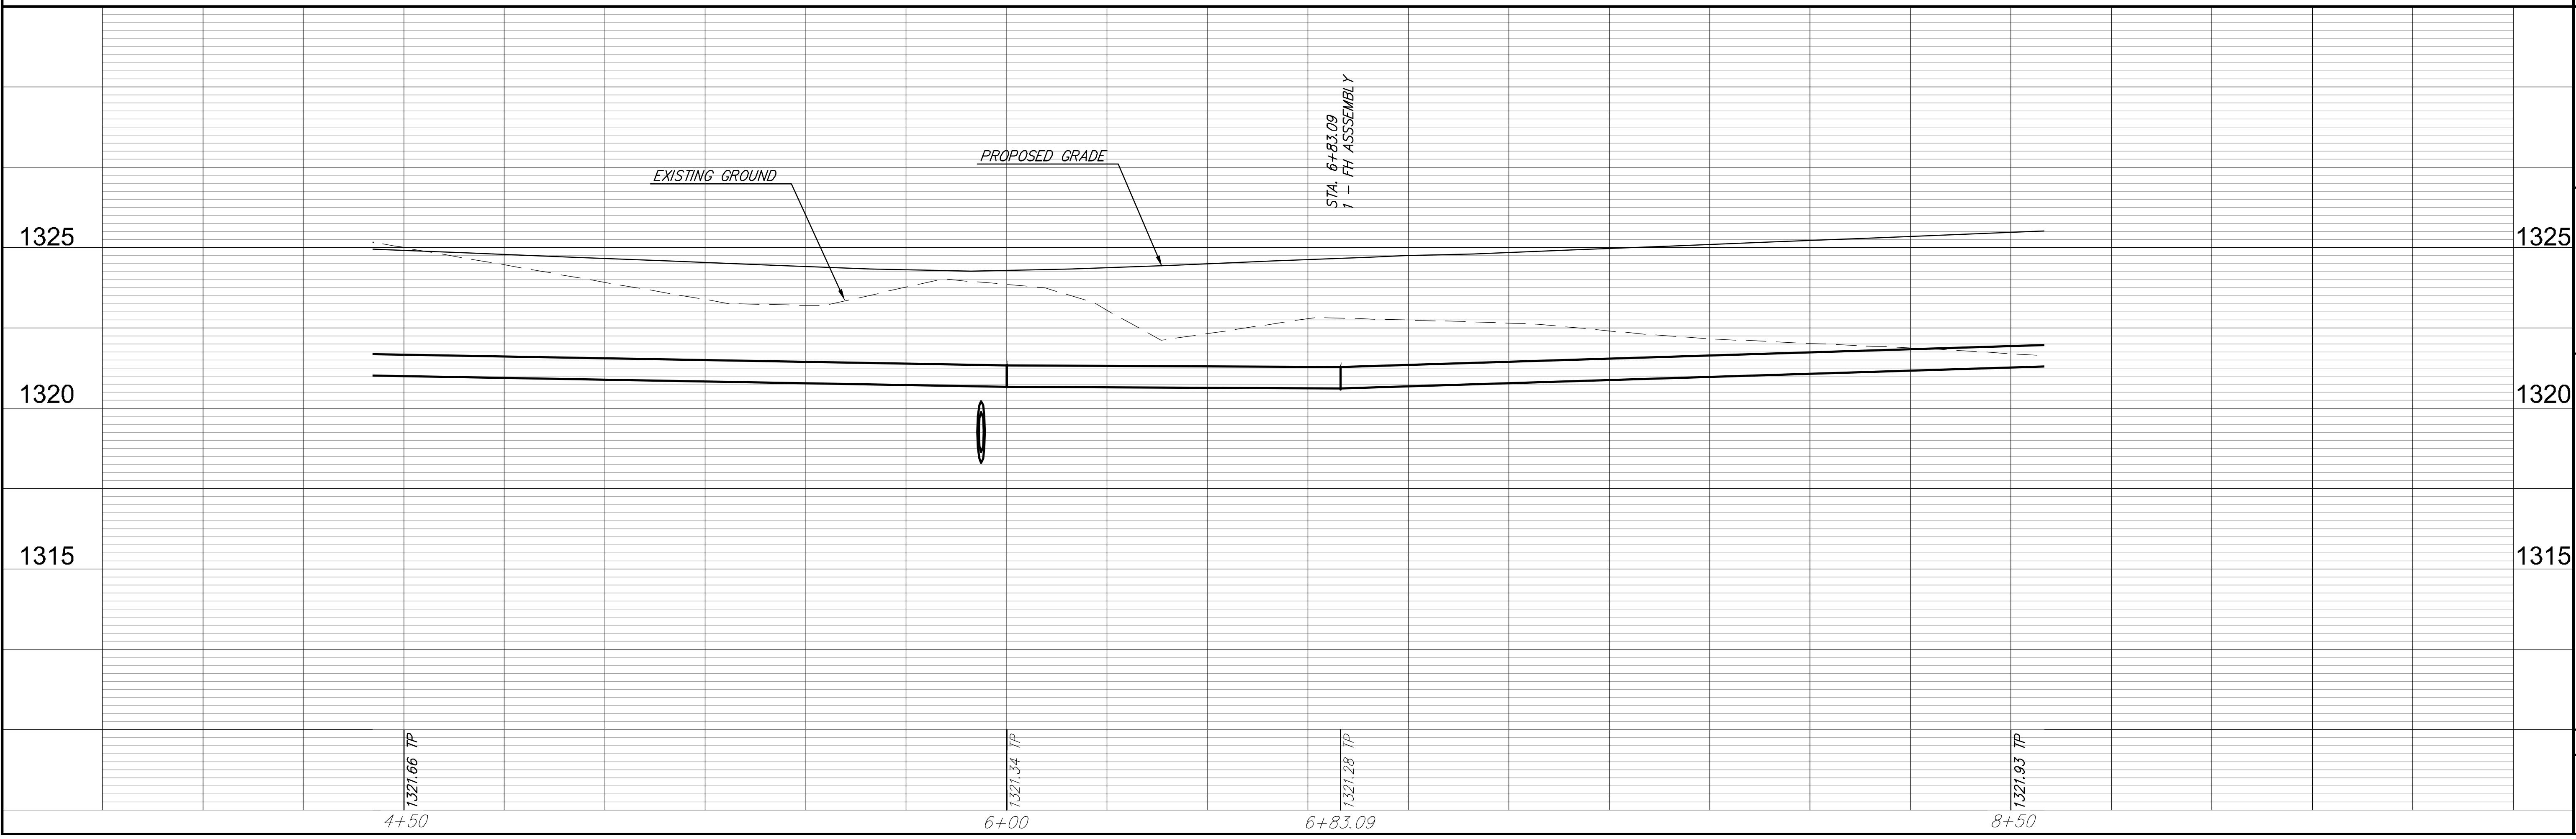 STA. 6+83.09
1 - FH ASSSEMBLY
PROPOSED GRADE
EXISTING GROUND
1325
1325
1320
1320
1315
1315
1321.66 TP
1321.34 TP
1321.28 TP
1321.93 TP
4+50
6+00
6+83.09
8+50